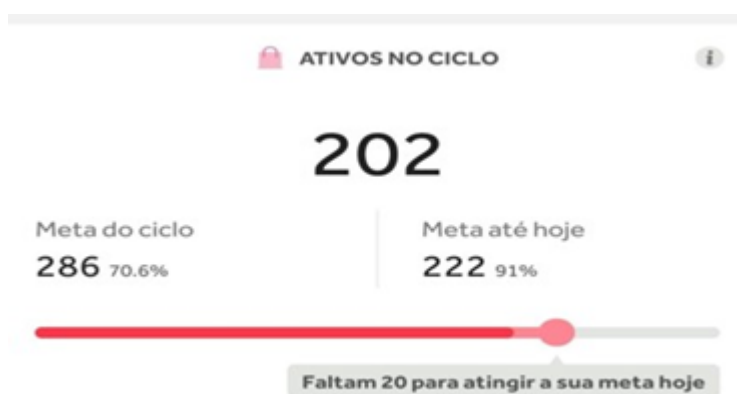 ATIVOS NO CICLO
i
202
Meta do ciclo
286 70.6%
Meta até hoje
222 91%
Faltam 20 para atingir a sua meta hoje